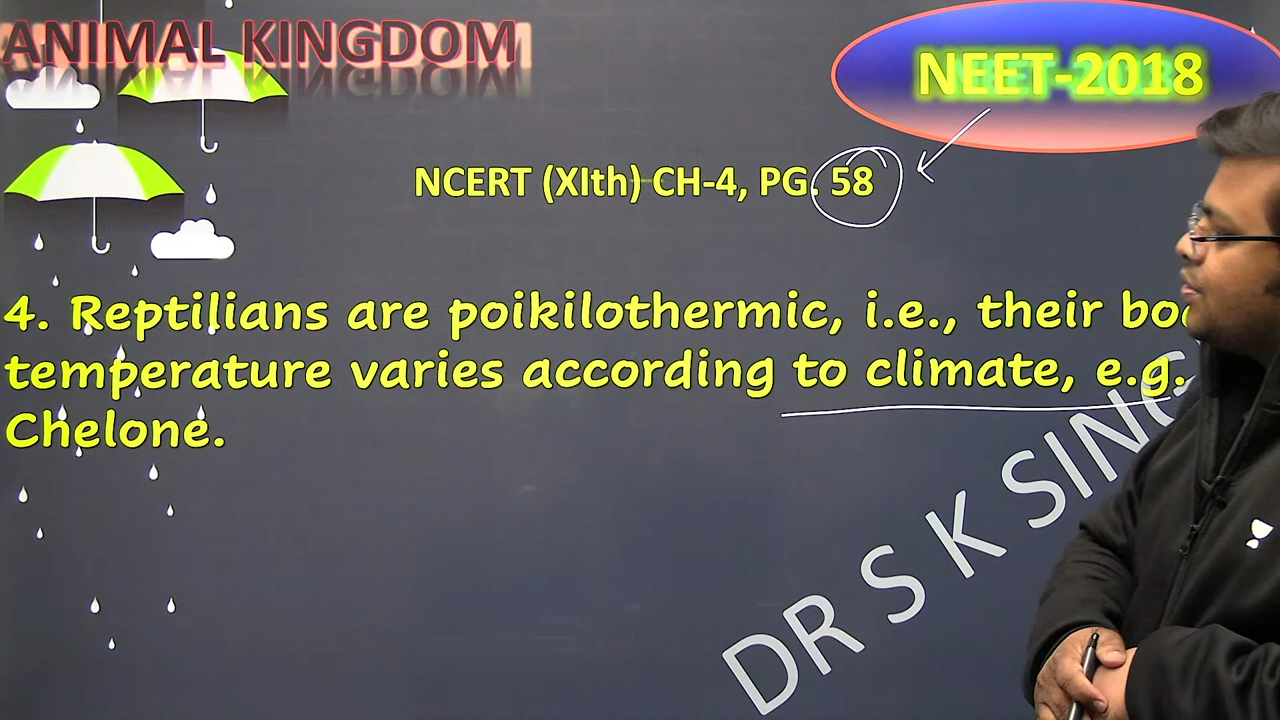 ANIMAL KINGDOM
NEET-2018
NCERT (XIth) CH-4, PG. 58
4. Reptilians are poikilothermic, i.e., their
temperature varies according to climate, e.g.
Chelone.
DR S K